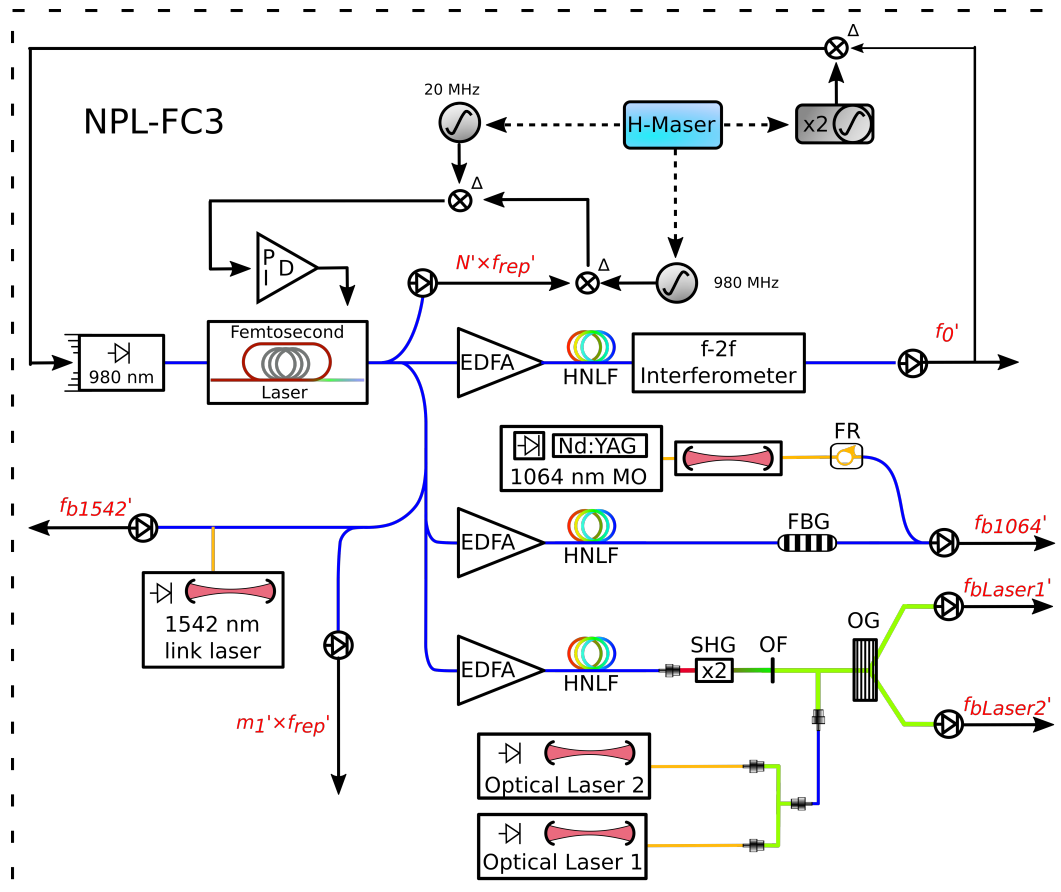 Δ
20 MHz
NPL-FC3
H-Maser
x2
Δ
P
I D
N'×frep'
Δ
980 MHz
980 nm
Femtosecond
Laser
EDFA
HNLF
f-2f
Interferometer
f0'
Nd:YAG
1064 nm MO
FR
fb1542'
EDFA
HNLF
FBG
fb1064'
1542 nm
link laser
fbLaser1'
EDFA
HNLF
SHG
x2
OF
OG
m1'×frep'
fbLaser2'
Optical Laser 2
Optical Laser 1